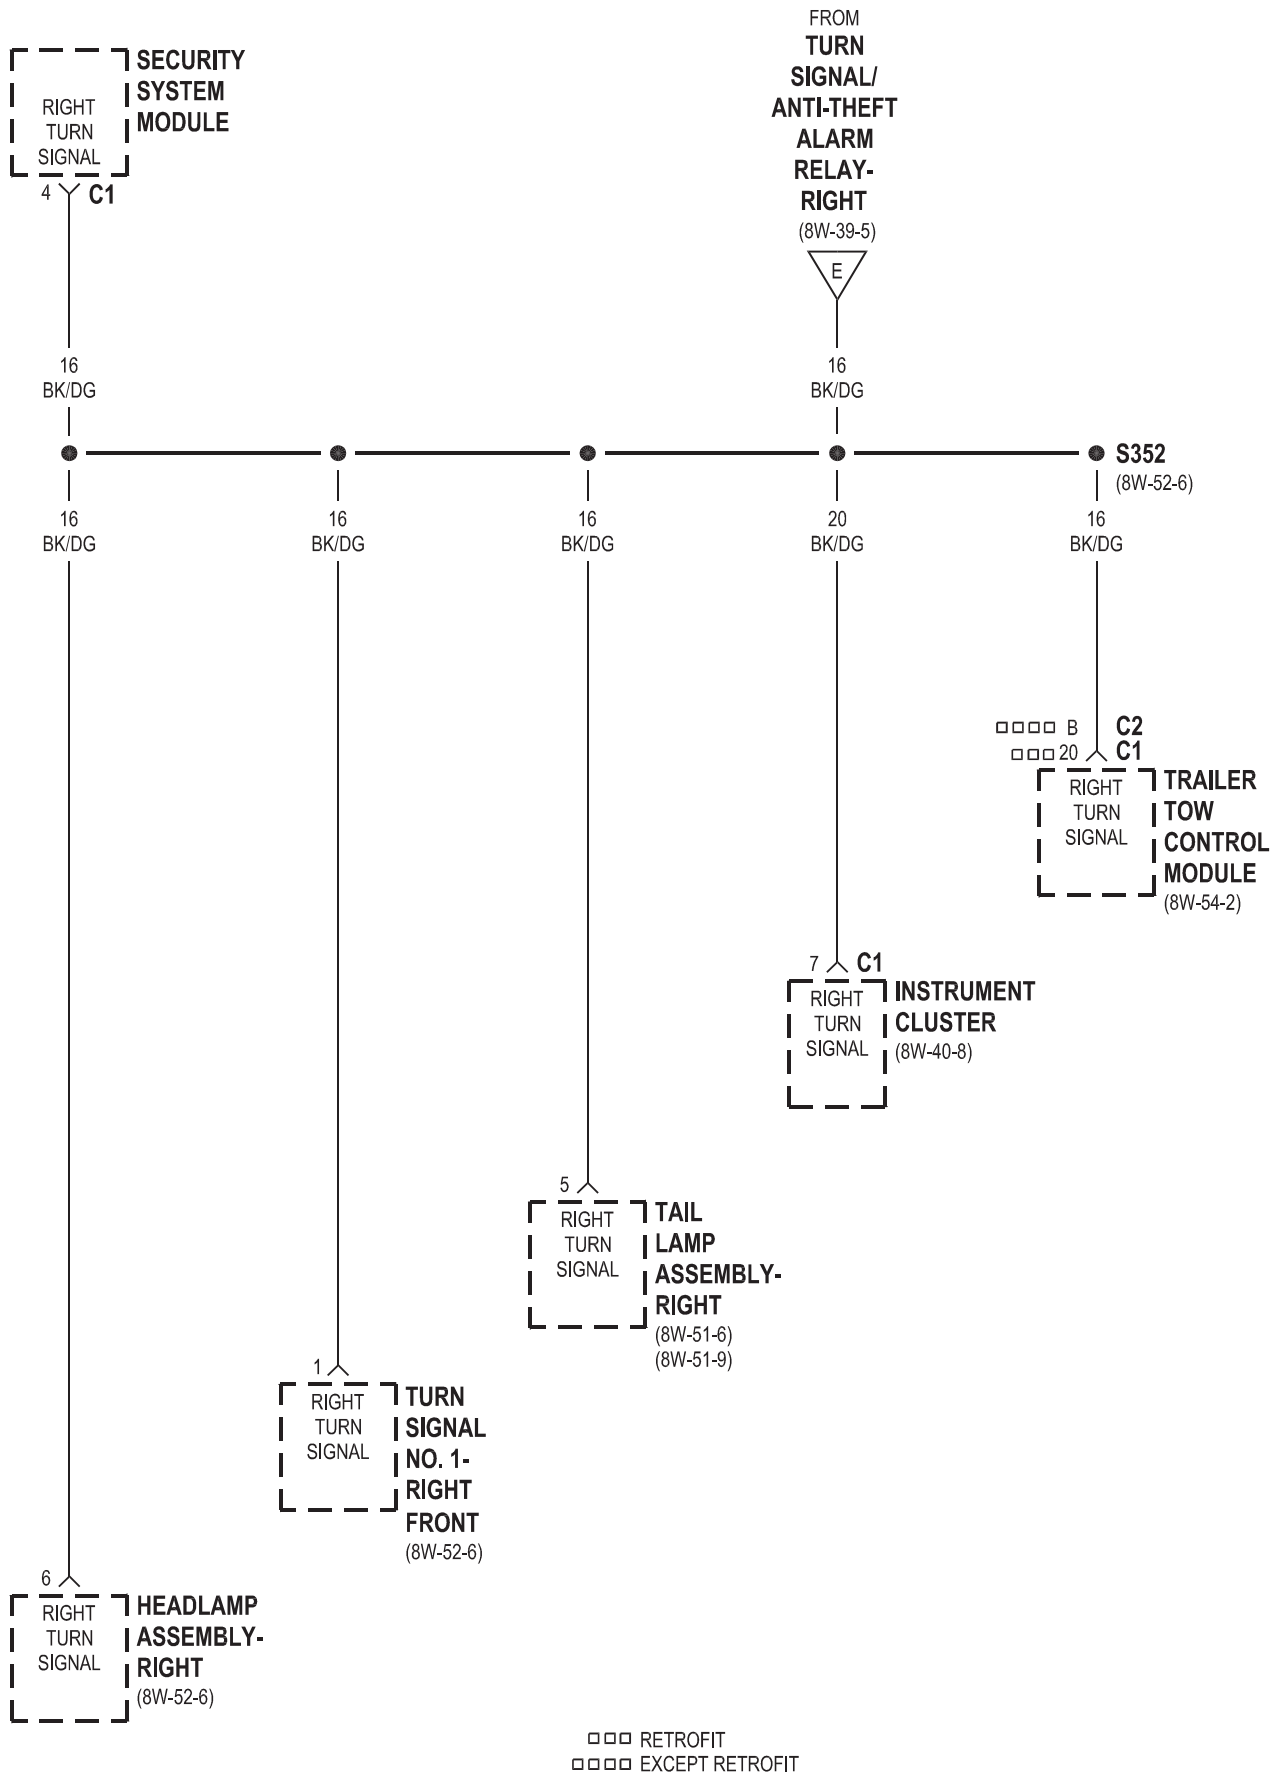 SECURITY
SYSTEM
MODULE
RIGHT
TURN
SIGNAL
4 C1
FROM
TURN
SIGNAL/
ANTI-THEFT
ALARM
RELAY-
RIGHT
(8W-39-5)
E
16
BK/DG
16
BK/DG
S352
(8W-52-6)
16
BK/DG
16
BK/DG
16
BK/DG
20
BK/DG
16
BK/DG
B C2
20 C1
RIGHT
TURN
SIGNAL
TRAILER
TOW
CONTROL
MODULE
(8W-54-2)
7 C1
RIGHT
TURN
SIGNAL
INSTRUMENT
CLUSTER
(8W-40-8)
5
RIGHT
TURN
SIGNAL
TAIL
LAMP
ASSEMBLY-
RIGHT
(8W-51-6)
(8W-51-9)
1
RIGHT
TURN
SIGNAL
TURN
SIGNAL
NO. 1-
RIGHT
FRONT
(8W-52-6)
6
RIGHT
TURN
SIGNAL
HEADLAMP
ASSEMBLY-
RIGHT
(8W-52-6)
RETROFIT
EXCEPT RETROFIT